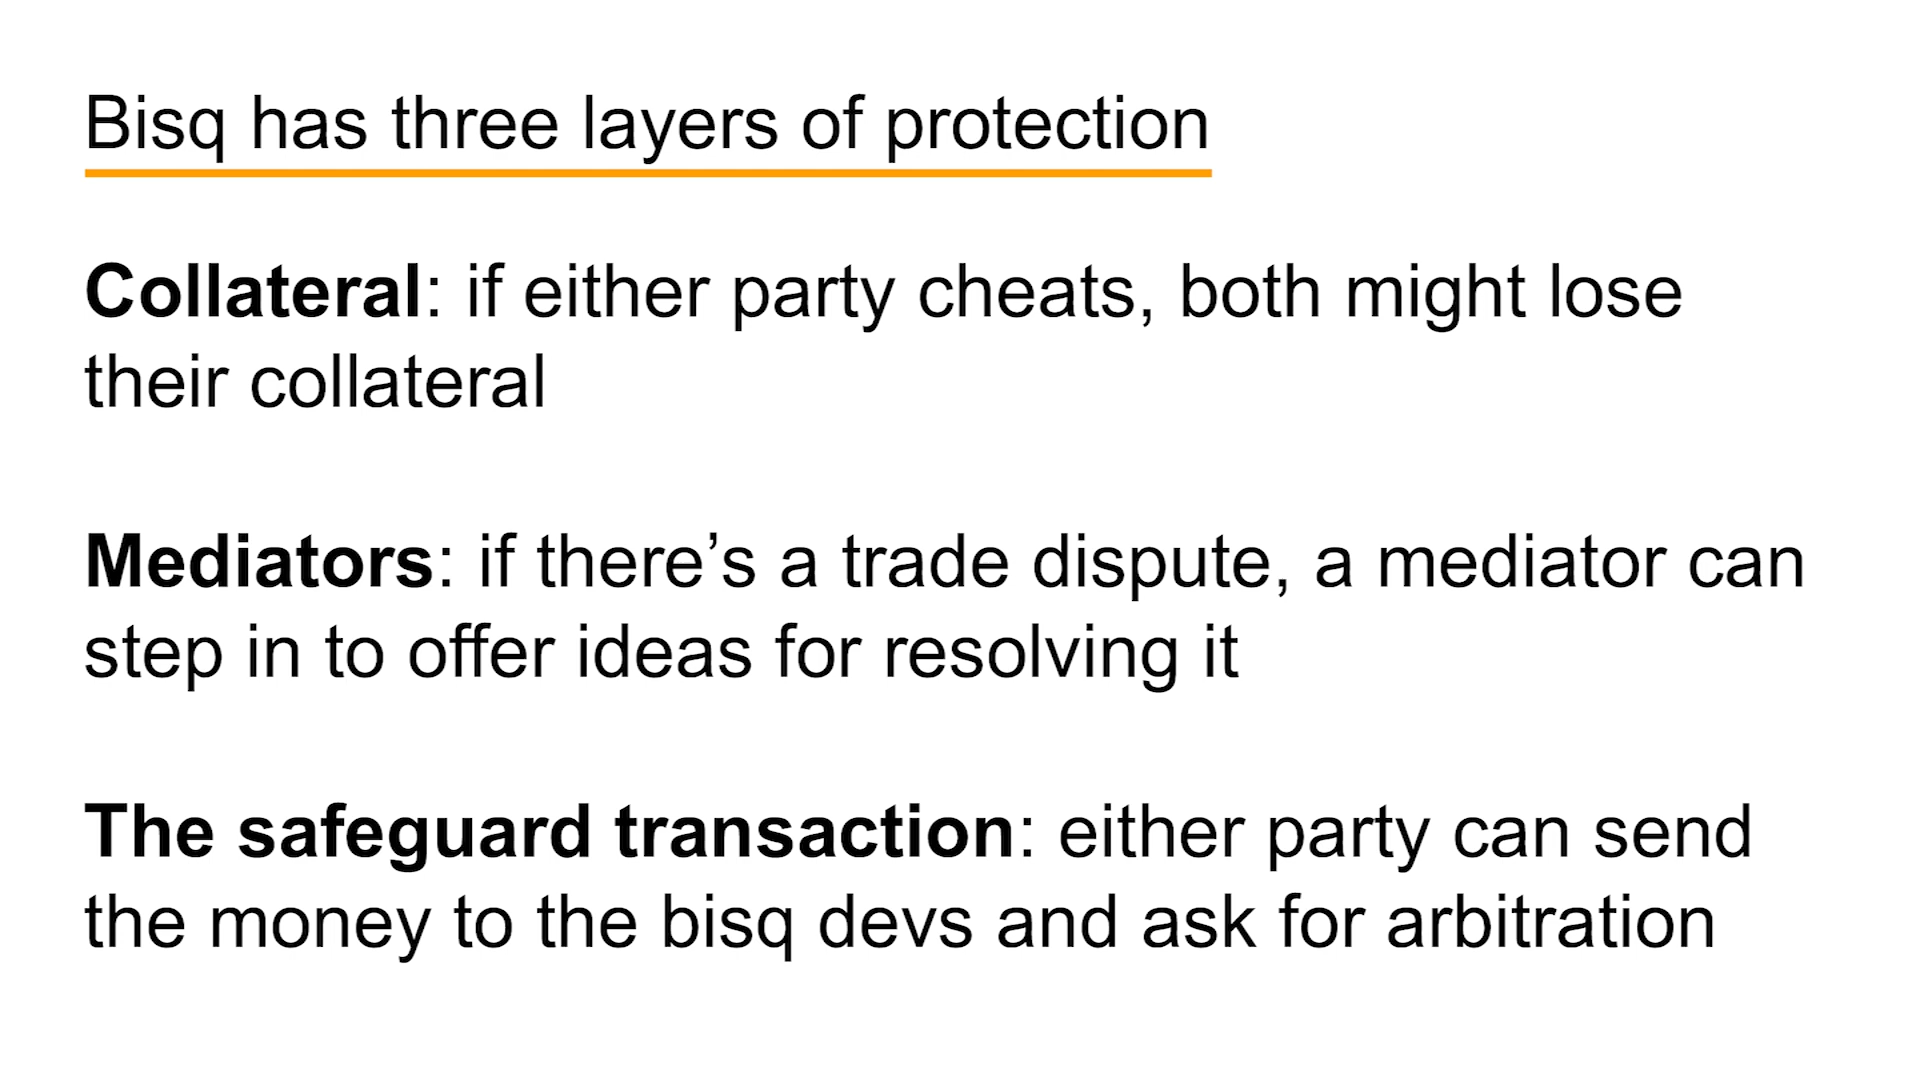 Bisq has three layers of protection
Collateral: if either party cheats, both might lose
their collateral
Mediators: if there’s a trade dispute, a mediator can
step in to offer ideas for resolving it
The safeguard transaction: either party can send
the money to the bisq devs and ask for arbitration